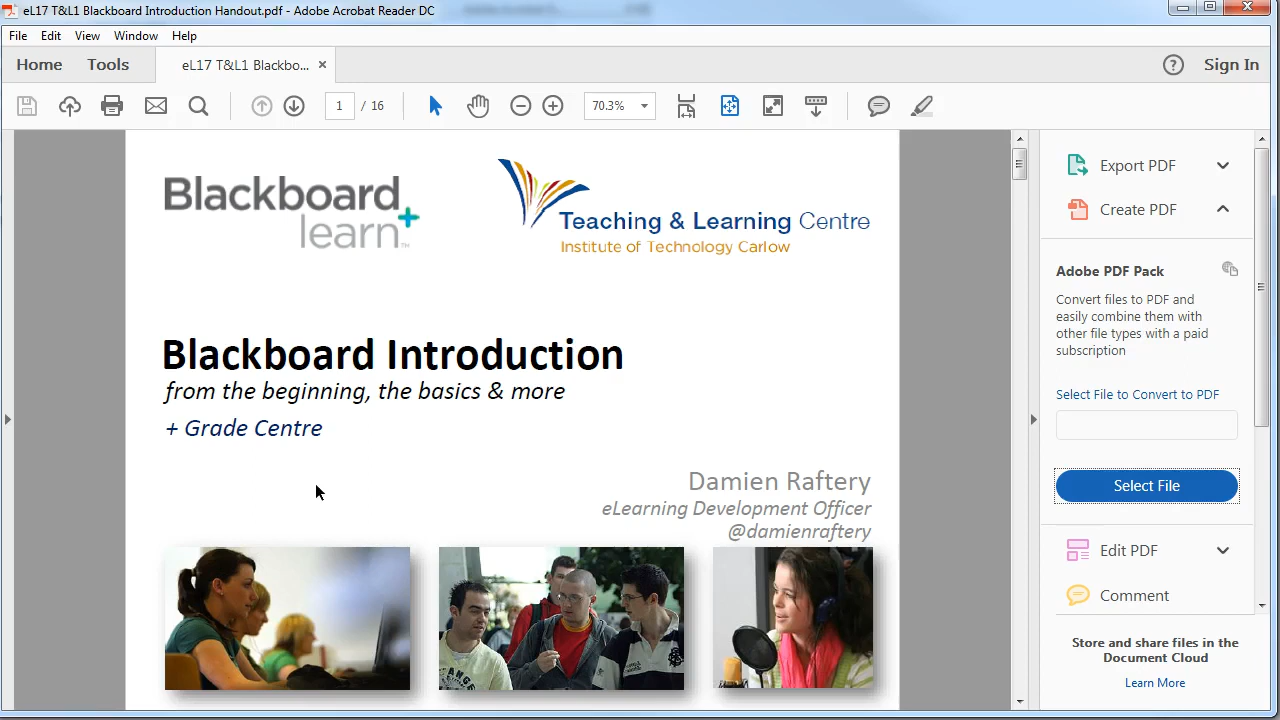 eL17 T&L1 Blackboard Introduction Handout.pdf - Adobe Acrobat Reader DC
File Edit View Window Help
Home Tools eL17 T&L1 Blackbo... × Sign In
1 / 16 70.3%
Blackboard
learn™
Teaching & Learning Centre
Institute of Technology Carlow
Blackboard Introduction
from the beginning, the basics & more
+ Grade Centre
Damien Raftery
eLearning Development Officer
@damienraftery
Export PDF
Create PDF
Adobe PDF Pack
Convert files to PDF and
easily combine them with
other file types with a paid
subscription
Select File to Convert to PDF
Select File
Edit PDF
Comment
Store and share files in the
Document Cloud
Learn More